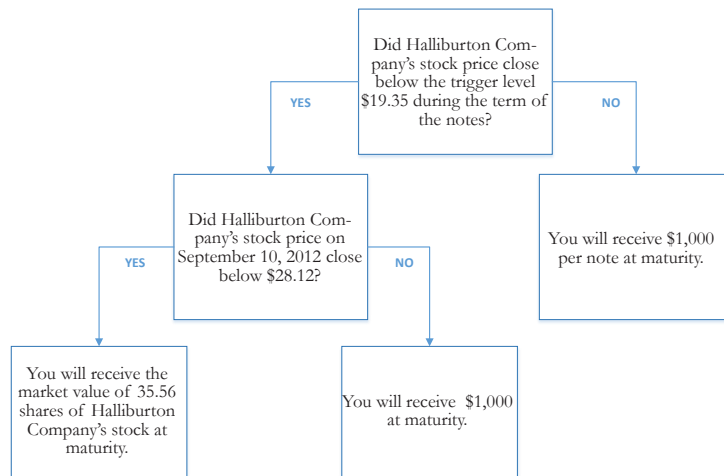 Did Halliburton Com-
pany's stock price close
below the trigger level
$19.35 during the term of
the notes?
YES
NO
Did Halliburton Com-
pany's stock price on
September 10, 2012 close
below $28.12?
You will receive $1,000
per note at maturity.
YES
NO
You will receive the
market value of 35.56
shares of Halliburton
Company's stock at
maturity.
You will receive $1,000
at maturity.